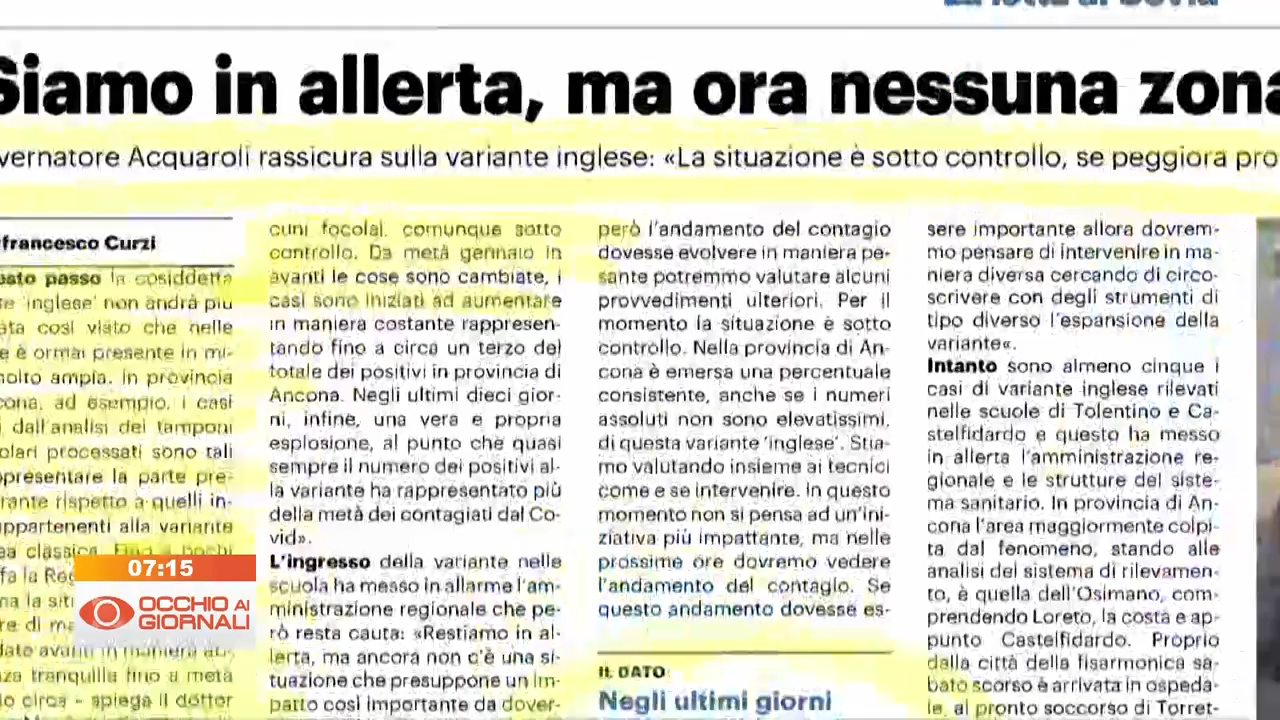 Siamo in allerta, ma ora nessuna zona
vernatore Acquaroli rassicura sulla variante inglese: «La situazione è sotto controllo, se peggiora pro
francesco Curzi
passo la cosiddetta
'inglese' non andrà più
così visto che nelle
e è ormai presente in mi-
molto ampla. In provincia
ad esempio, i casi
i dall'analisi dei tamponi
processati sono tali
la parte pre-
rispetto a quelli in-
alla variante
classica. Fino a pochi
fa la
la
di
avanti in maniera
tranquilla fino a metà
circa - spiega il dottor
cuni focolai, comunque sotto
controllo. Da metà gennaio in
avanti le cose sono cambiate, i
casi sono iniziati ad aumentare
in maniera costante rappresen-
tando fino a circa un terzo del
totale dei positivi in provincia di
Ancona. Negli ultimi dieci gior-
ni, infine, una vera e propria
esplosione, al punto che quasi
sempre il numero dei positivi al-
la variante ha rappresentato più
della metà dei contagiati dal Co-
vid».
L'ingresso della variante nelle
scuola ha messo in allarme l'am-
ministrazione regionale che pe-
rò resta cauta: «Restiamo in al-
lerta, ma ancora non c'è una si-
tuazione che presuppone un im-
patto così importante da dover-
però l'andamento del contagio
dovesse evolvere in maniera pe-
sante potremmo valutare alcuni
provvedimenti ulteriori. Per il
momento la situazione è sotto
controllo. Nella provincia di An-
cona è emersa una percentuale
consistente, anche se i numeri
assoluti non sono elevatissimi,
di questa variante 'inglese'. Stia-
mo valutando insieme ai tecnici
come e se intervenire. In questo
momento non si pensa ad un'ini-
ziativa più impattante, ma nelle
prossime ore dovremo vedere
l'andamento del contagio. Se
questo andamento dovesse es-
IL DATO
Negli ultimi giorni
sere importante allora dovrem-
mo pensare di intervenire in ma-
niera diversa cercando di circo-
scrivere con degli strumenti di
tipo diverso l'espansione della
variante«.
Intanto sono almeno cinque i
casi di variante inglese rilevati
nelle scuole di Tolentino e Ca-
stelfidardo e questo ha messo
in allerta l'amministrazione re-
gionale e le strutture del siste-
ma sanitario. In provincia di An-
cona l'area maggiormente colpi-
ta dal fenomeno, stando alle
analisi del sistema di rilevamen-
to, è quella dell'Osimano, com-
prendendo Loreto, la costa e ap-
punto Castelfidardo. Proprio
dalla città della fisarmonica sa-
bato scorso è arrivata in ospeda-
le, al pronto soccorso di Torret-
07:15
OCCHIO AI
GIORNALI